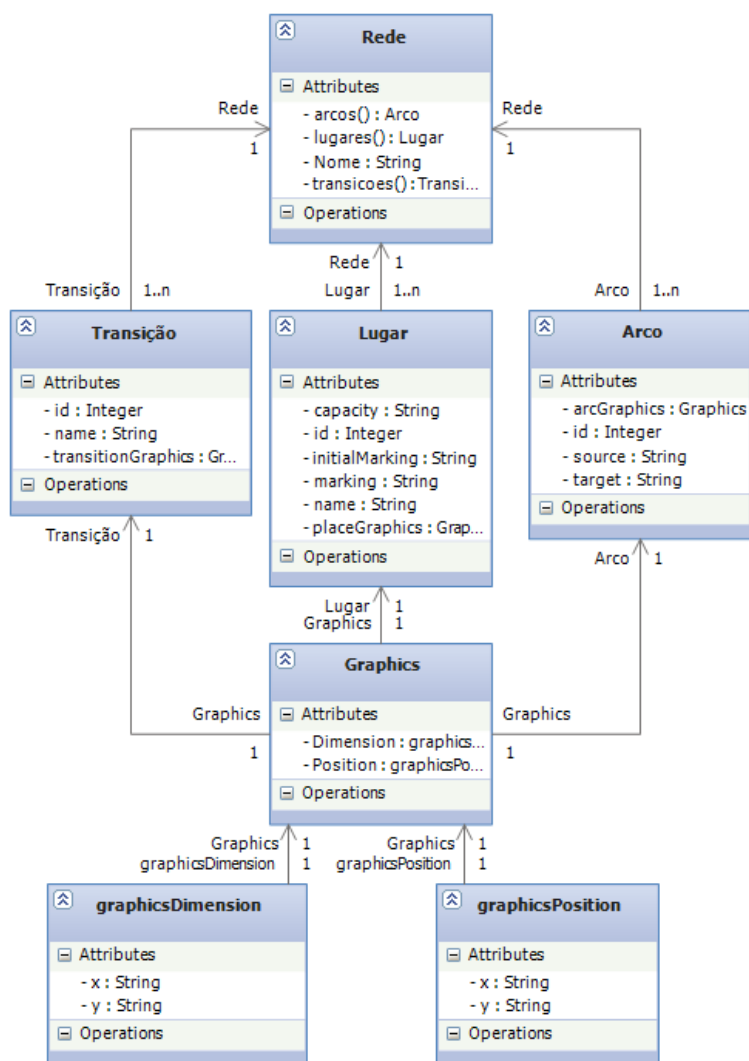 Rede
Attributes
- arcos() : Arco
- lugares() : Lugar
- Nome : String
- transicoes():Transi...
Operations
Rede
1
Rede
1
Rede 1
Transição 1..n
Lugar 1..n
Arco 1..n
Transição
Attributes
- id : Integer
- name : String
- transitionGraphics : Gr...
Operations
Lugar
Attributes
- capacity : String
- id : Integer
- initialMarking : String
- marking : String
- name : String
- placeGraphics : Grap...
Operations
Arco
Attributes
- arcGraphics : Graphics
- id : Integer
- source : String
- target : String
Operations
Transição 1
Lugar 1
Graphics 1
Arco 1
Graphics
1
Graphics
1
Graphics
Attributes
- Dimension : graphics...
- Position : graphicsPo...
Operations
Graphics 1
graphicsDimension 1
Graphics 1
graphicsPosition 1
graphicsDimension
Attributes
- x : String
- y : String
Operations
graphicsPosition
Attributes
- x : String
- y : String
Operations